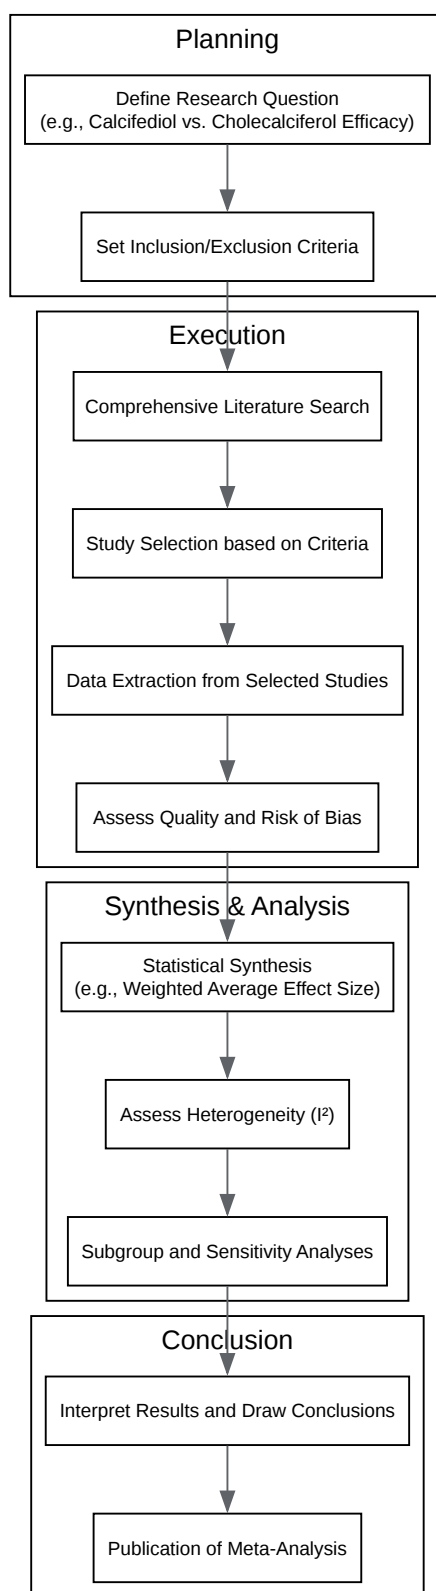 Planning
Define Research Question
(e.g., Calcifediol vs. Cholecalciferol Efficacy)
Set Inclusion/Exclusion Criteria
Execution
Comprehensive Literature Search
Study Selection based on Criteria
Data Extraction from Selected Studies
Assess Quality and Risk of Bias
Synthesis & Analysis
Statistical Synthesis
(e.g., Weighted Average Effect Size)
Assess Heterogeneity (I²)
Subgroup and Sensitivity Analyses
Conclusion
Interpret Results and Draw Conclusions
Publication of Meta-Analysis